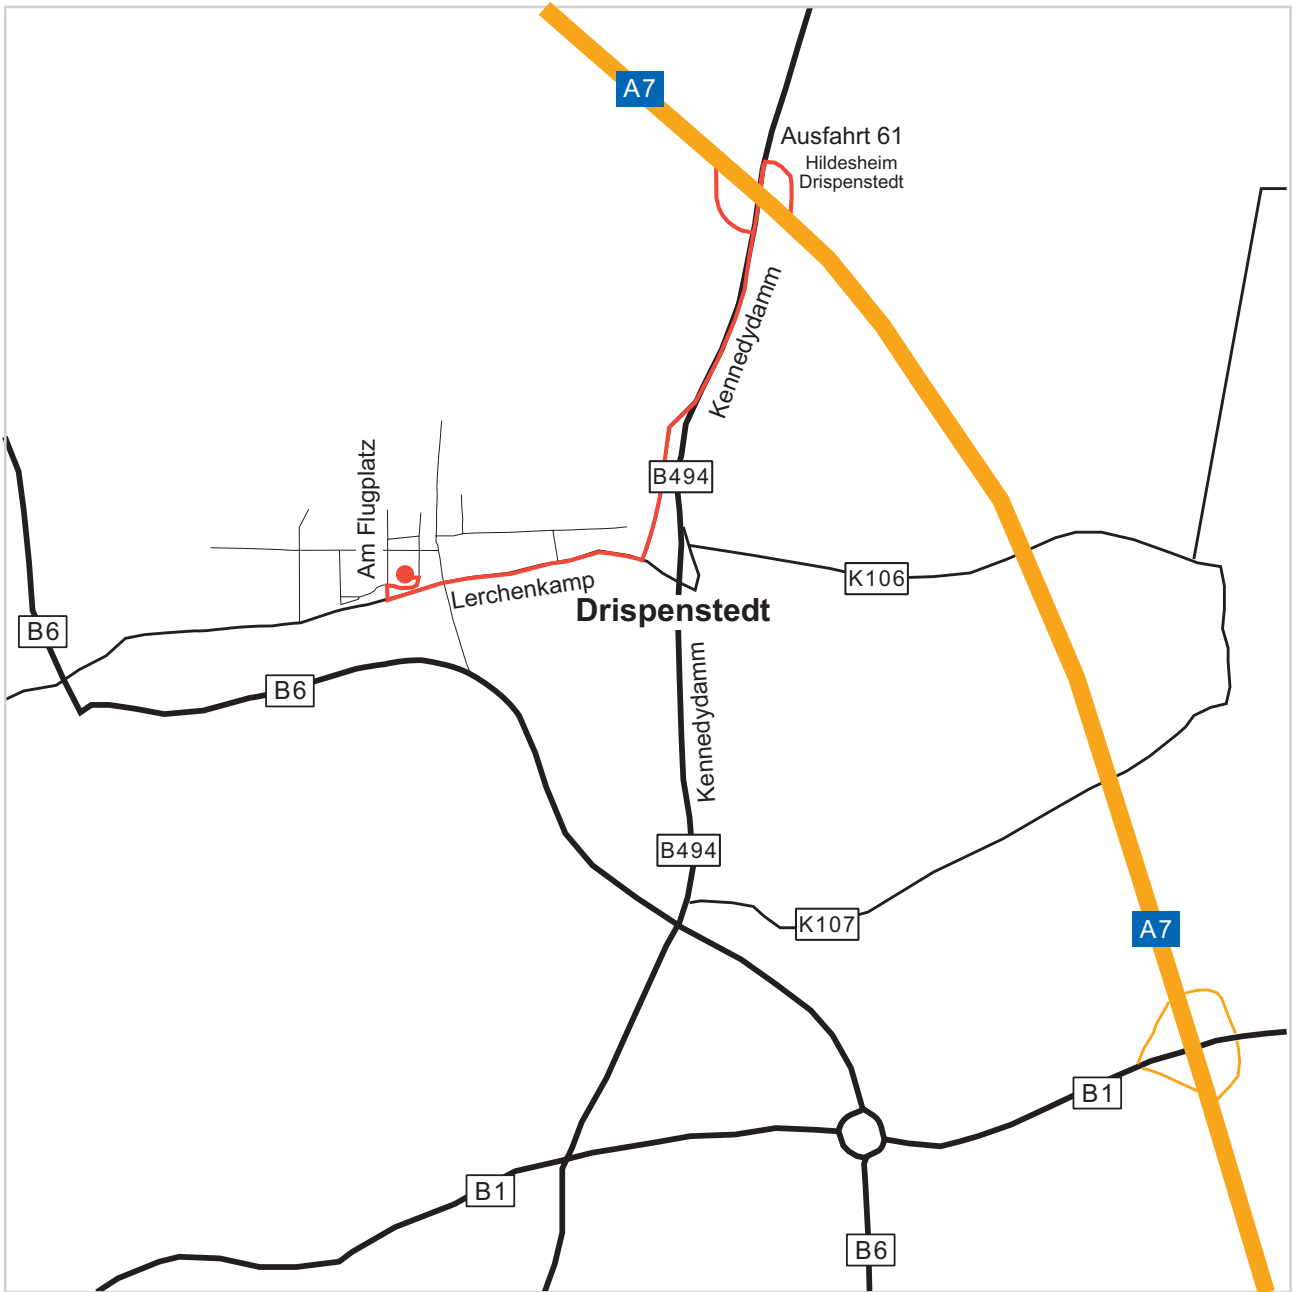 A7
Ausfahrt 61
Hildesheim
Drispenstedt
Kennedydamm
Am Flugplatz
B494
K106
Lerchenkamp
Drispenstedt
B6
B6
Kennedydamm
B494
K107
A7
B1
B1
B6